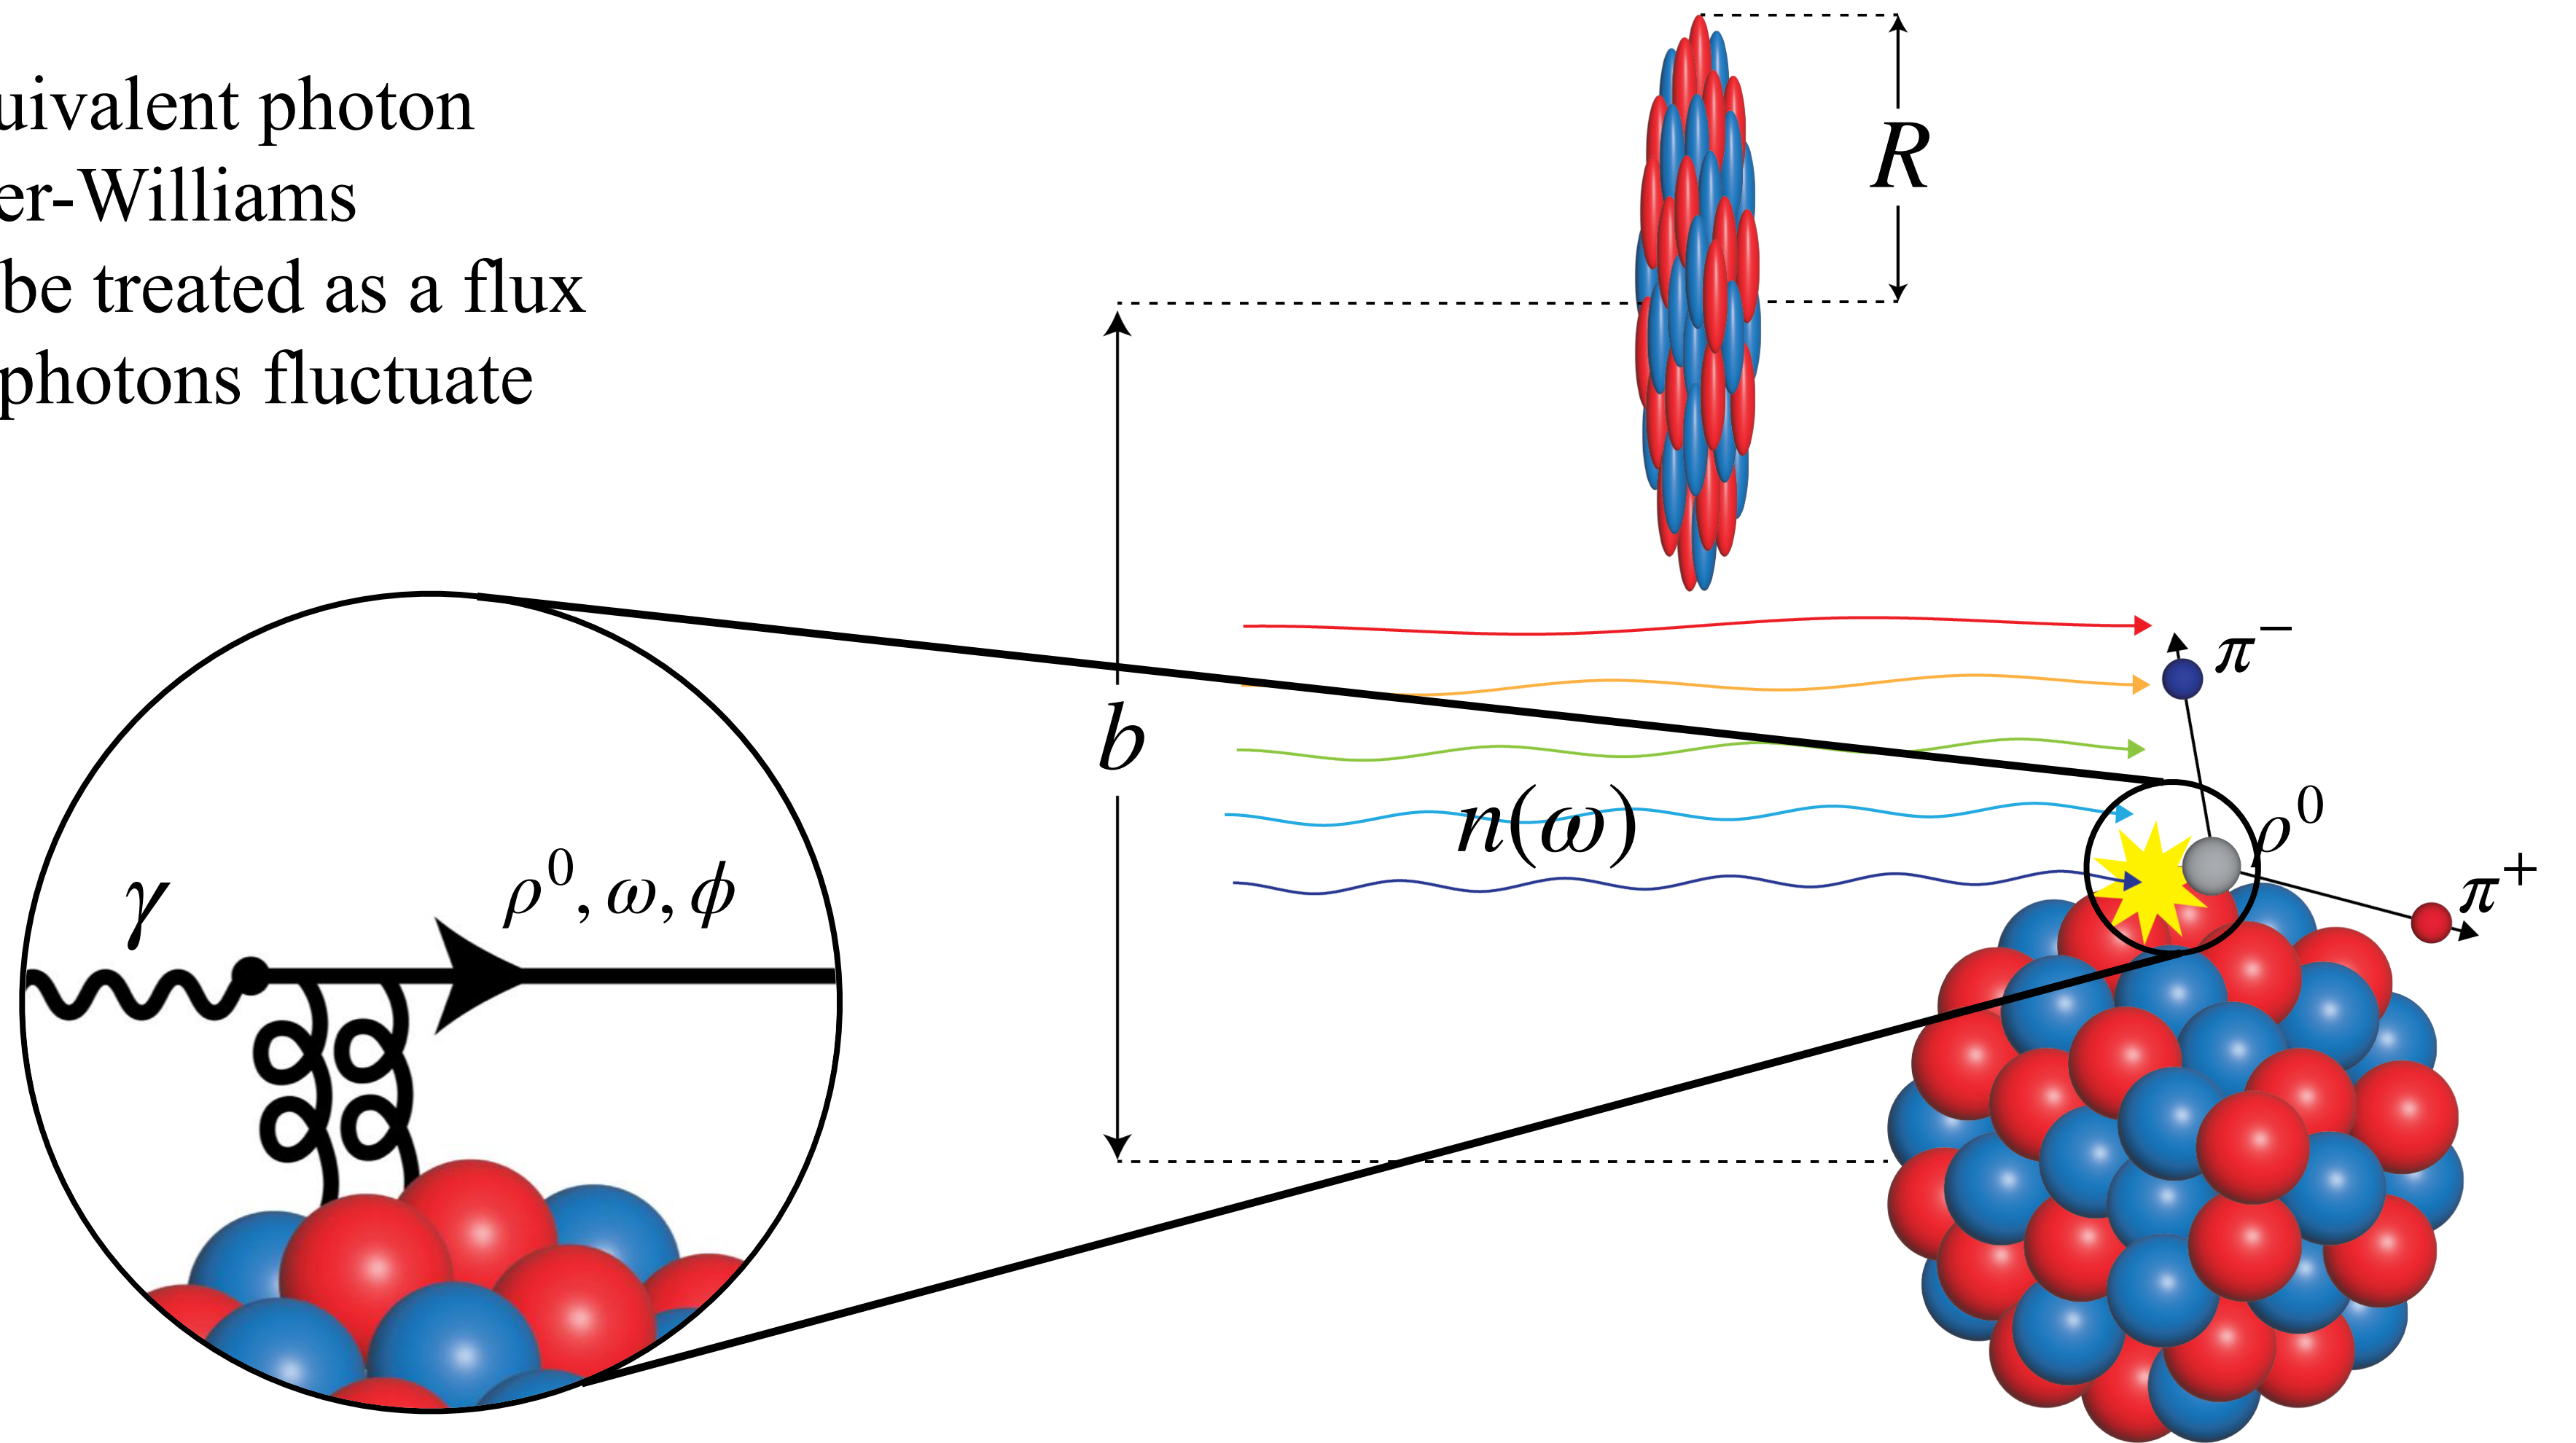 uivalent photon
er-Williams
be treated as a flux
photons fluctuate
R
b
n(ω)
π⁻
ρ⁰
π⁺
γ
ρ⁰, ω, ϕ